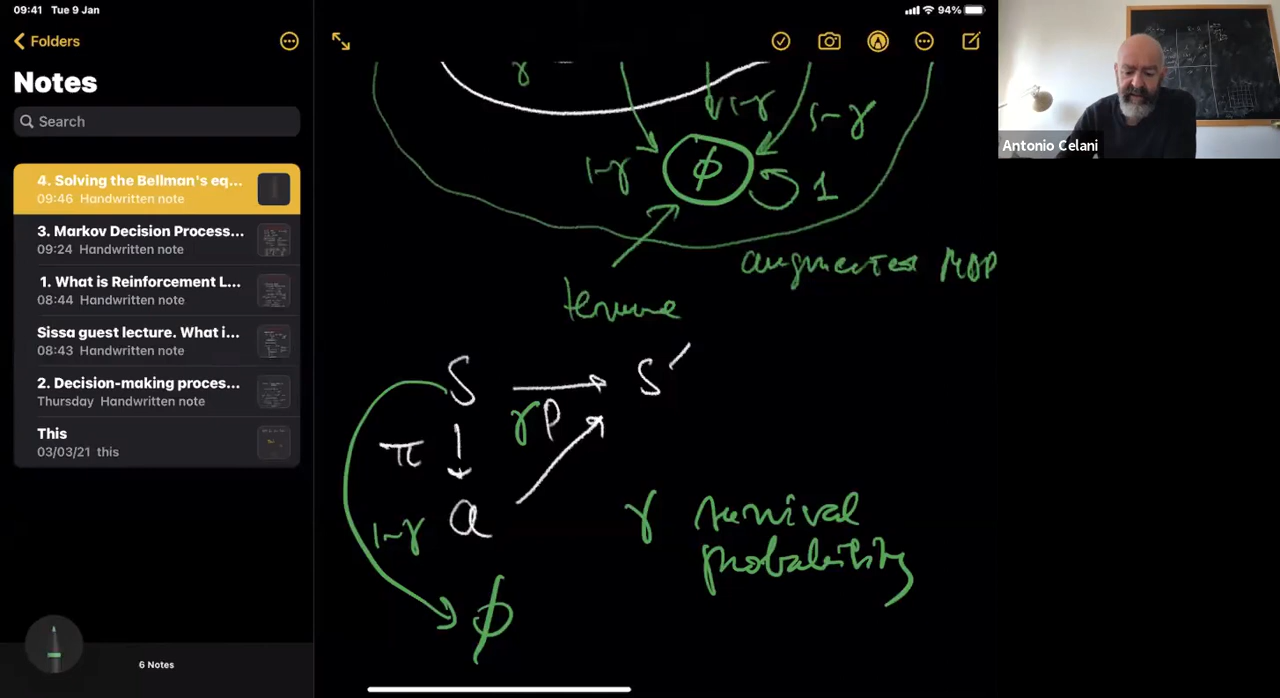 09:41 Tue 9 Jan
94%
Folders
Notes
Search
4. Solving the Bellman's eq...
09:46 Handwritten note
3. Markov Decision Process...
09:24 Handwritten note
1. What is Reinforcement L...
08:44 Handwritten note
Sissa guest lecture. What i...
08:43 Handwritten note
2. Decision-making proces...
Thursday Handwritten note
This
03/03/21 this
6 Notes
Antonio Celani
γ
1-γ
1-γ
1-γ
ϕ
1
augmented MDP
S
S′
γp
π
a
1-γ
ϕ
γ survival
probability